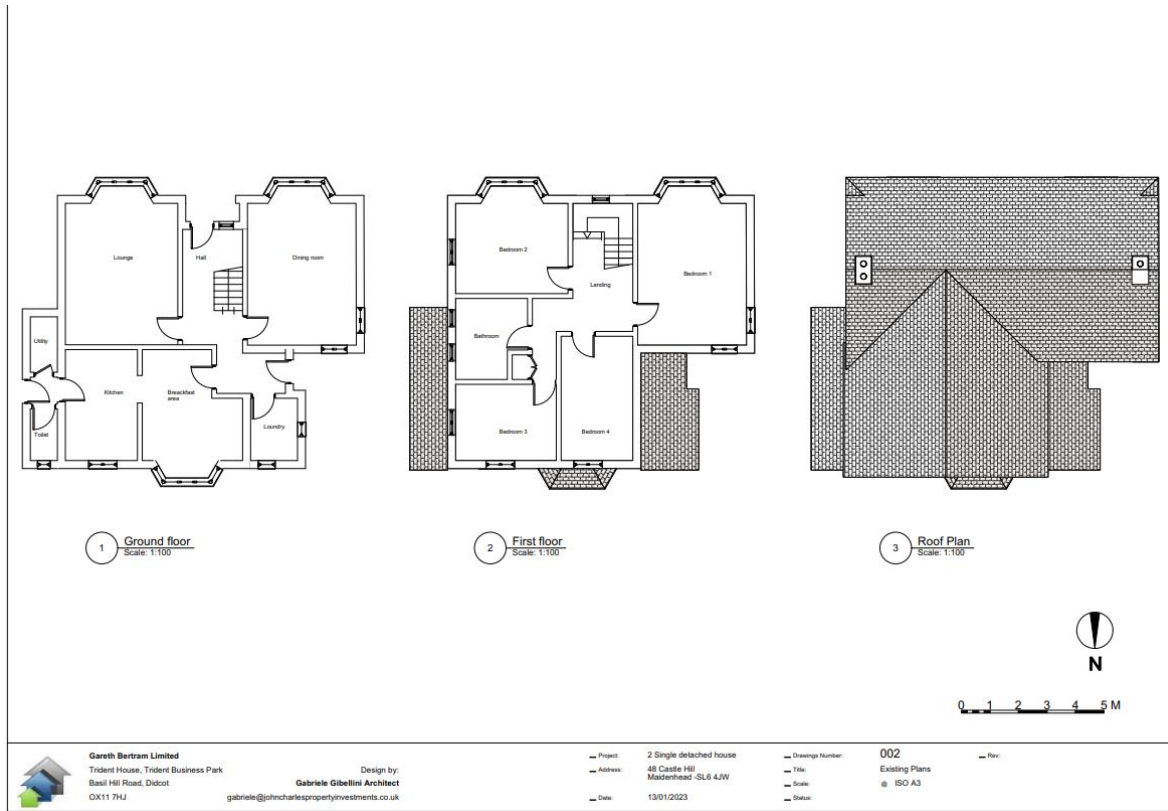 Lounge
Hall
Dining room
Utility
Kitchen
Breackfast
area
Toilet
Loundry
1
Ground floor
Scale: 1:100
Bedroom 2
Bedroom 1
Landing
Bathroom
Bedroom 3
Bedroom 4
2
First floor
Scale: 1:100
3
Roof Plan
Scale: 1:100
N
0 1 2 3 4 5 M
Gareth Bertram Limited
Trident House, Trident Business Park
Basil Hill Road, Didcot
OX11 7HJ
Design by:
Gabriele Gibellini Architect
gabriele@johncharlespropertyinvestments.co.uk
Project: 2 Single detached house
Address: 48 Castle Hill
Maidenhead -SL6 4JW
Date: 13/01/2023
Drawings Number: 002
Title: Existing Plans
Scale: @ ISO A3
Status:
Rev: